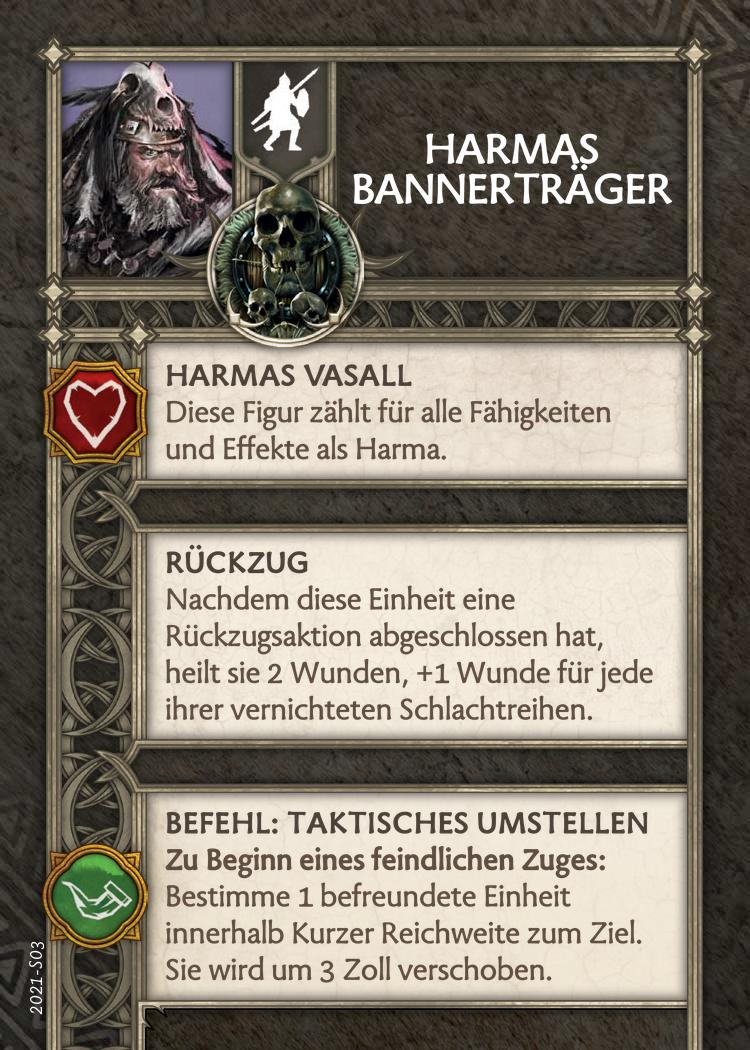 HARMAS
BANNERTRÄGER
HARMAS VASALL
Diese Figur zählt für alle Fähigkeiten
und Effekte als Harma.
RÜCKZUG
Nachdem diese Einheit eine
Rückzugsaktion abgeschlossen hat,
heilt sie 2 Wunden, +1 Wunde für jede
ihrer vernichteten Schlachtreihen.
BEFEHL: TAKTISCHES UMSTELLEN
Zu Beginn eines feindlichen Zuges:
Bestimme 1 befreundete Einheit
innerhalb Kurzer Reichweite zum Ziel.
Sie wird um 3 Zoll verschoben.
2021-S03